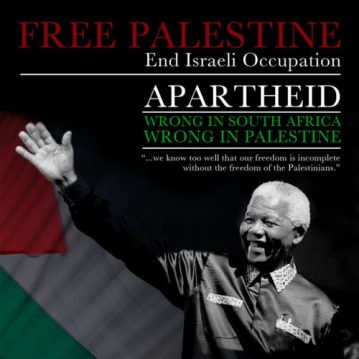 FREE PALESTINE
End Israeli Occupation
APARTHEID
WRONG IN SOUTH AFRICA
WRONG IN PALESTINE
“...we know too well that our freedom is incomplete
without the freedom of the Palestinians.”